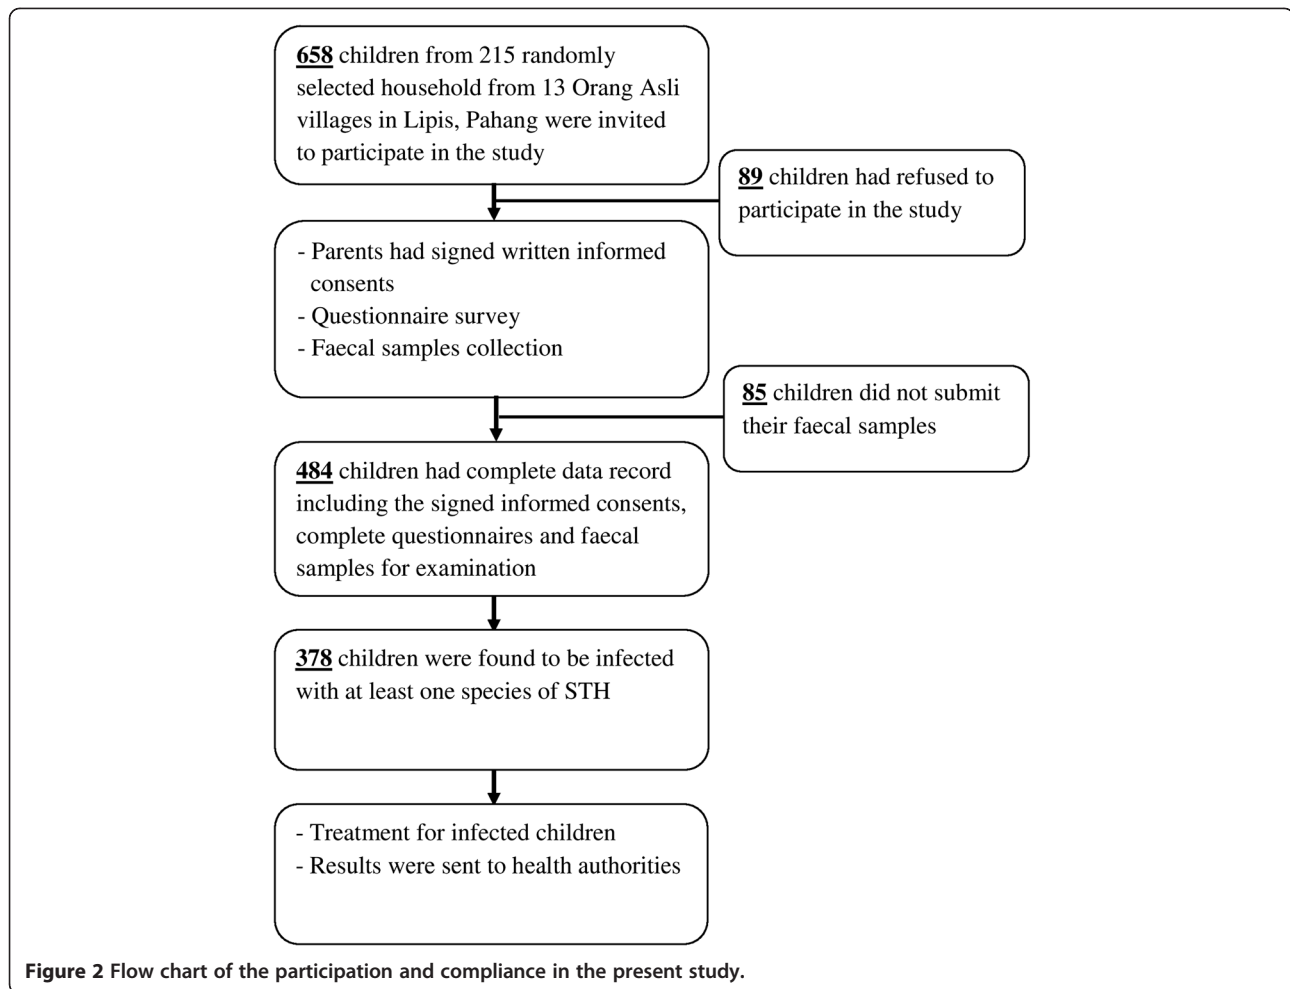 658 children from 215 randomly
selected household from 13 Orang Asli
villages in Lipis, Pahang were invited
to participate in the study
89 children had refused to
participate in the study
- Parents had signed written informed
consents
- Questionnaire survey
- Faecal samples collection
85 children did not submit
their faecal samples
484 children had complete data record
including the signed informed consents,
complete questionnaires and faecal
samples for examination
378 children were found to be infected
with at least one species of STH
- Treatment for infected children
- Results were sent to health authorities
Figure 2 Flow chart of the participation and compliance in the present study.